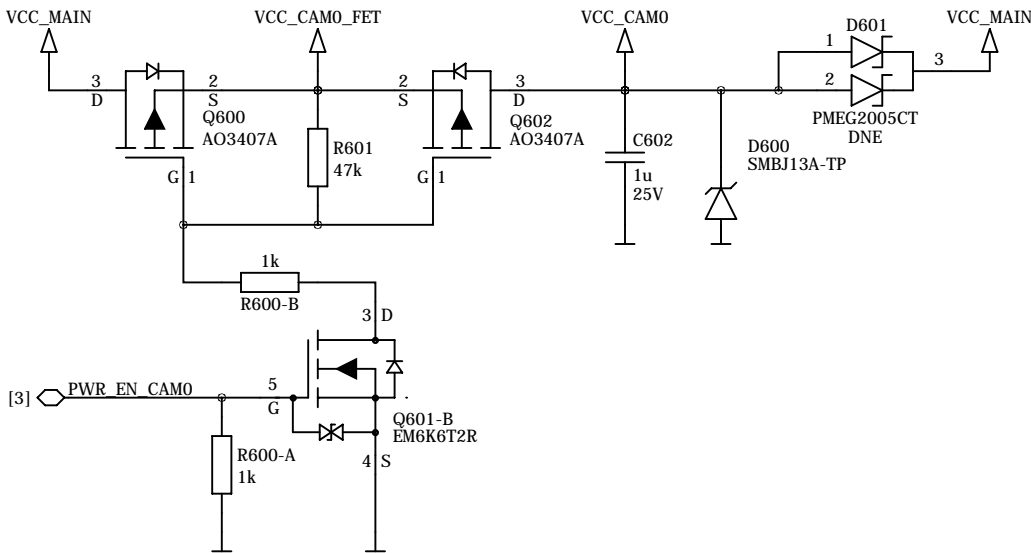 VCC_MAIN
VCC_CAM0_FET
VCC_CAM0
D601
VCC_MAIN
1
3
3
D
2
S
2
S
3
D
2
Q600
AO3407A
Q602
AO3407A
PMEG2005CT
DNE
R601
47k
C602
1u
25V
D600
SMBJ13A-TP
G 1
G 1
1k
R600-B
3 D
[3]
PWR_EN_CAM0
5
G
Q601-B
EM6K6T2R
R600-A
1k
4 S